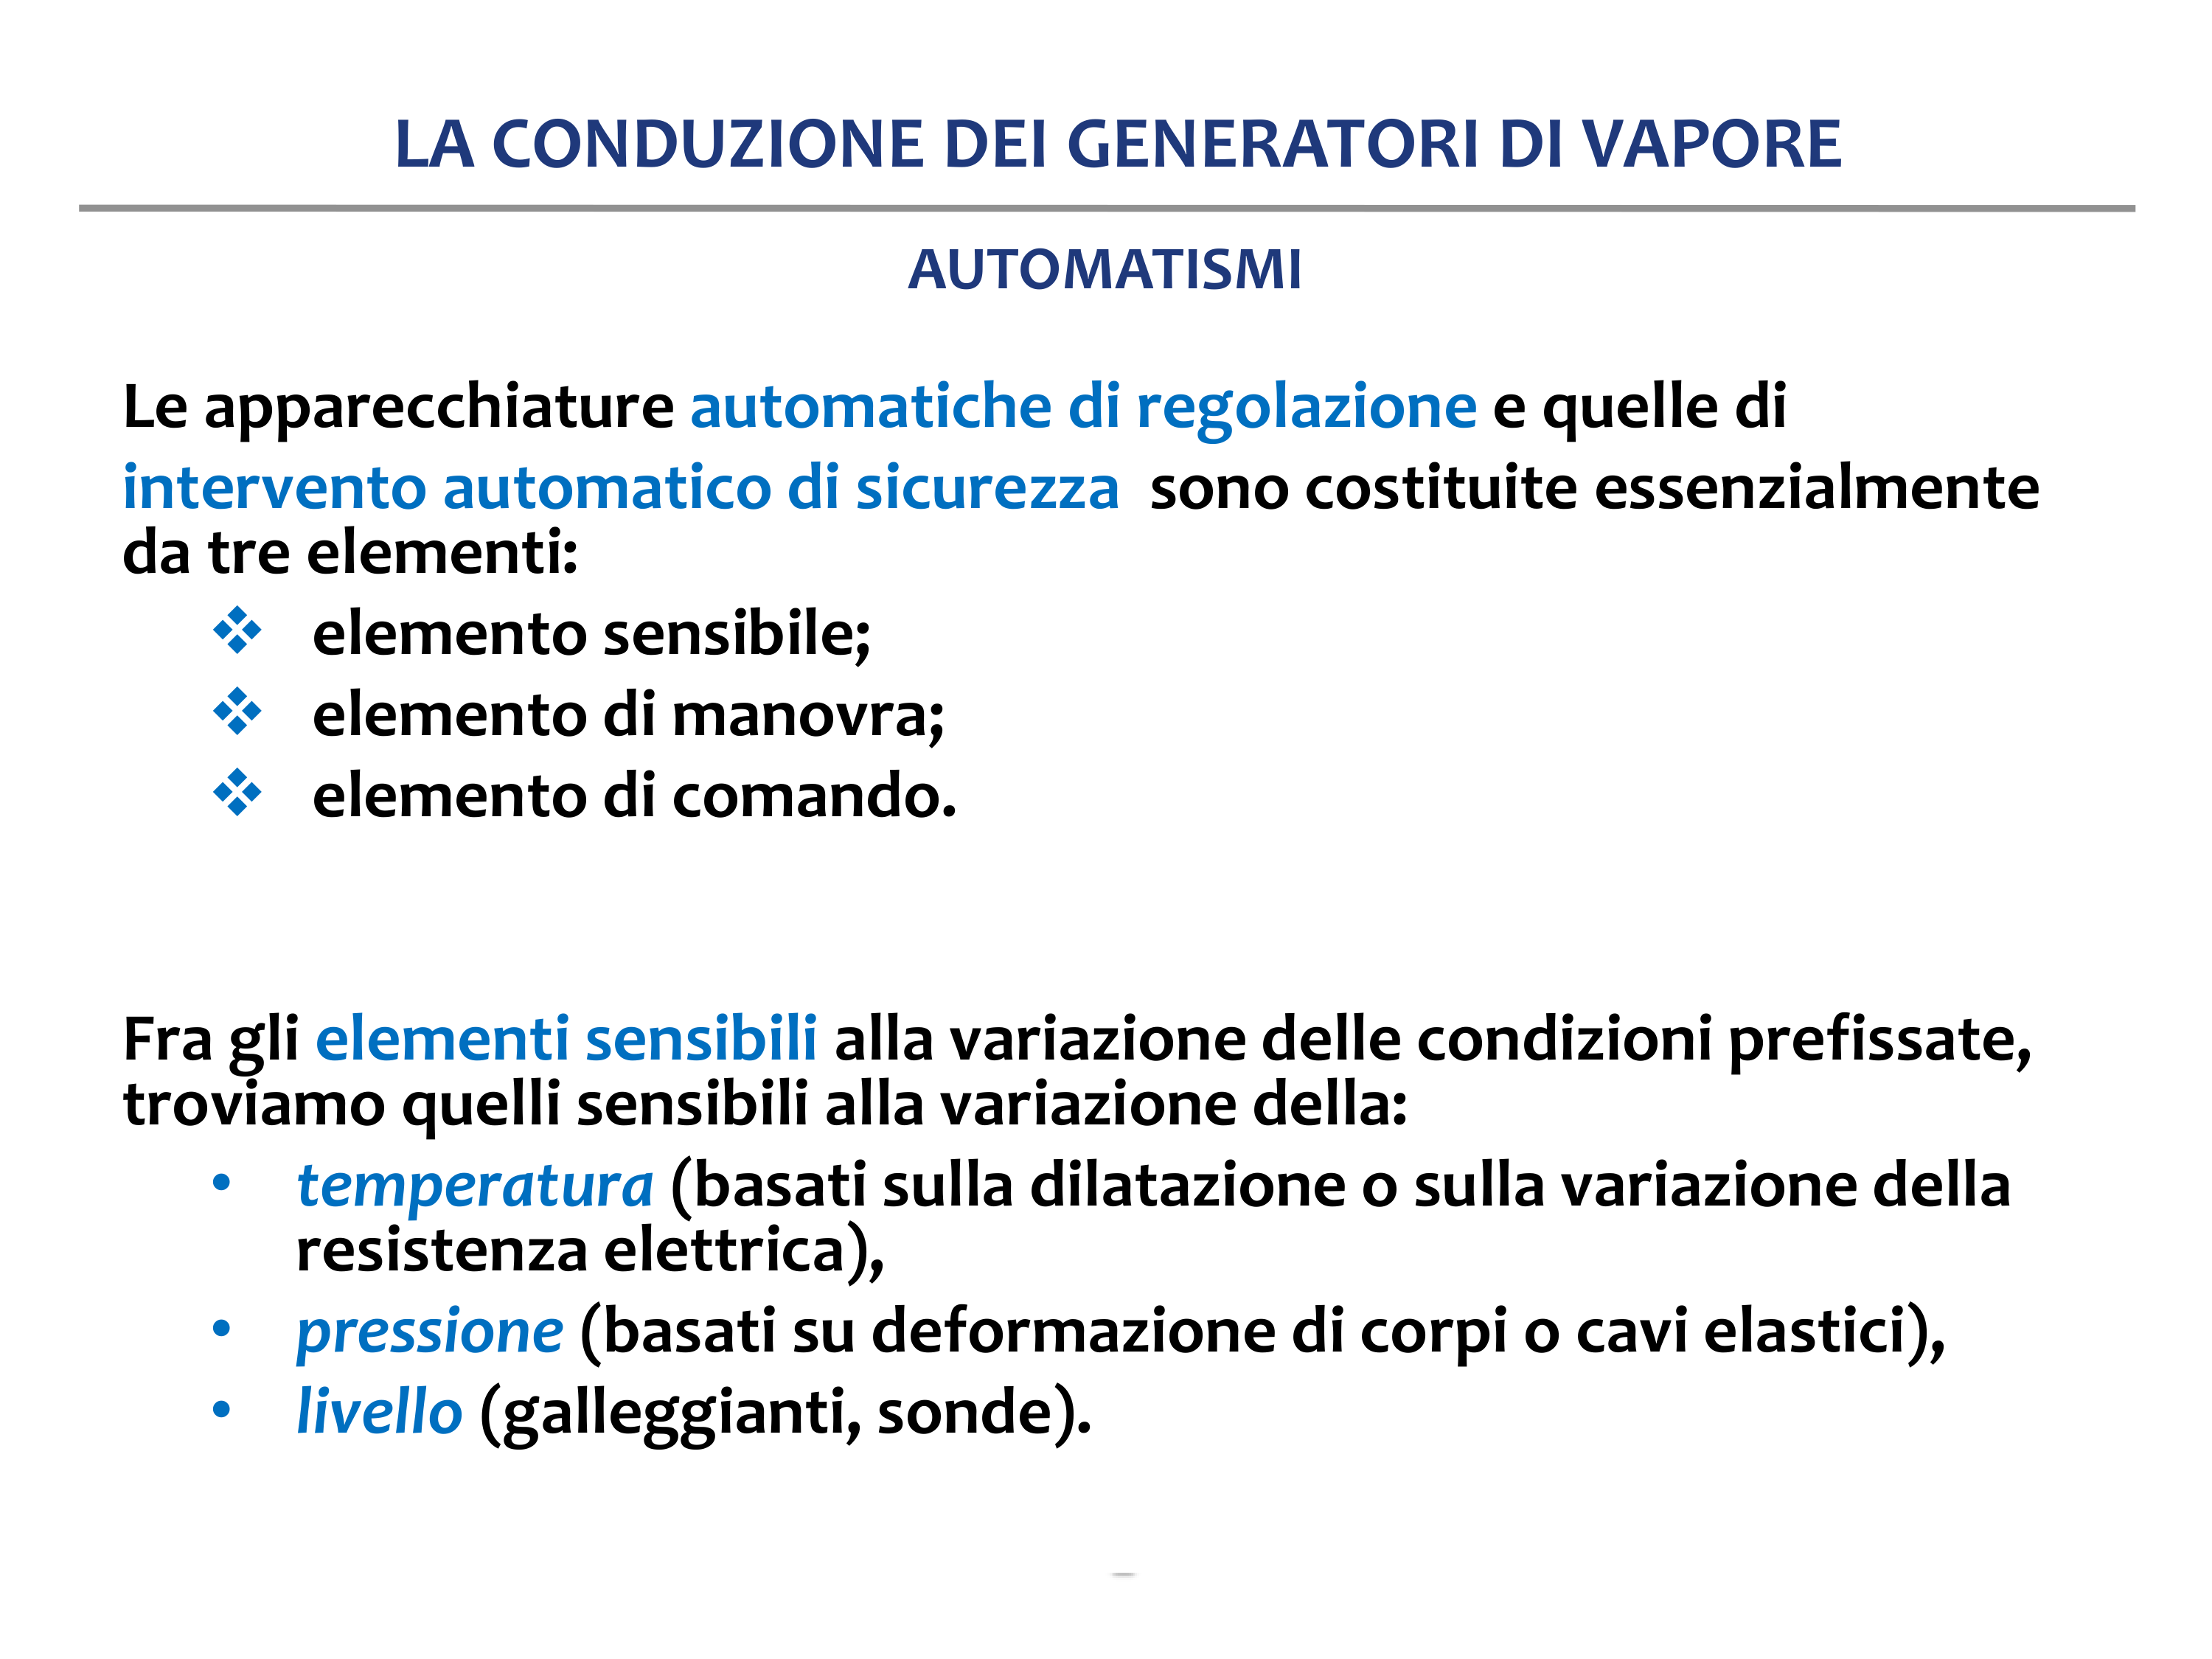 LA CONDUZIONE DEI GENERATORI DI VAPORE
AUTOMATISMI
Le apparecchiature automatiche di regolazione e quelle di
intervento automatico di sicurezza sono costituite essenzialmente
da tre elementi:
❖ elemento sensibile;
❖ elemento di manovra;
❖ elemento di comando.
Fra gli elementi sensibili alla variazione delle condizioni prefissate,
troviamo quelli sensibili alla variazione della:
• temperatura (basati sulla dilatazione o sulla variazione della
resistenza elettrica),
• pressione (basati su deformazione di corpi o cavi elastici),
• livello (galleggianti, sonde).